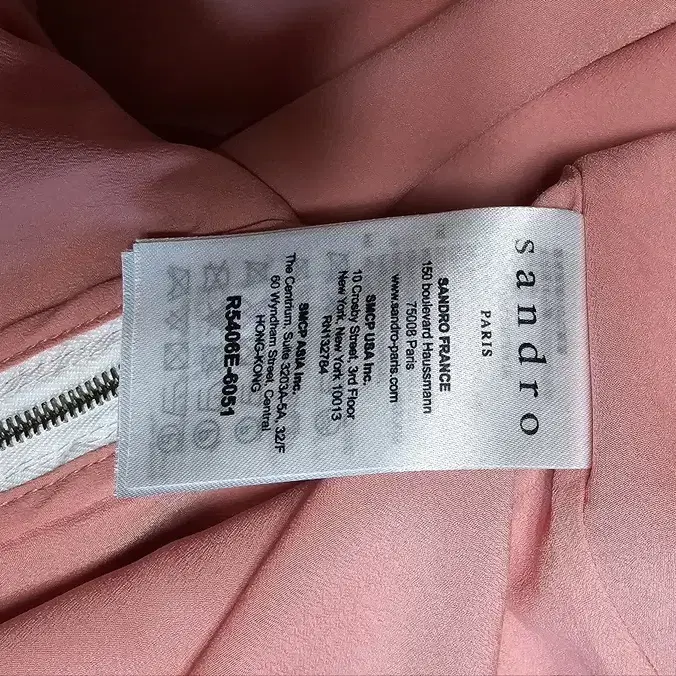 sandro
PARIS
SANDRO FRANCE
150 boulevard Haussmann
75008 Paris
www.sandro-paris.com
SMCP USA Inc.
10 Crosby Street, 3rd Floor
New York, New York 10013
RN132784
SMCP ASIA Inc.
The Centrium, Suite 3203A-5A, 32/F
60 Wyndham Street, Central
HONG-KONG
R5406E-6051